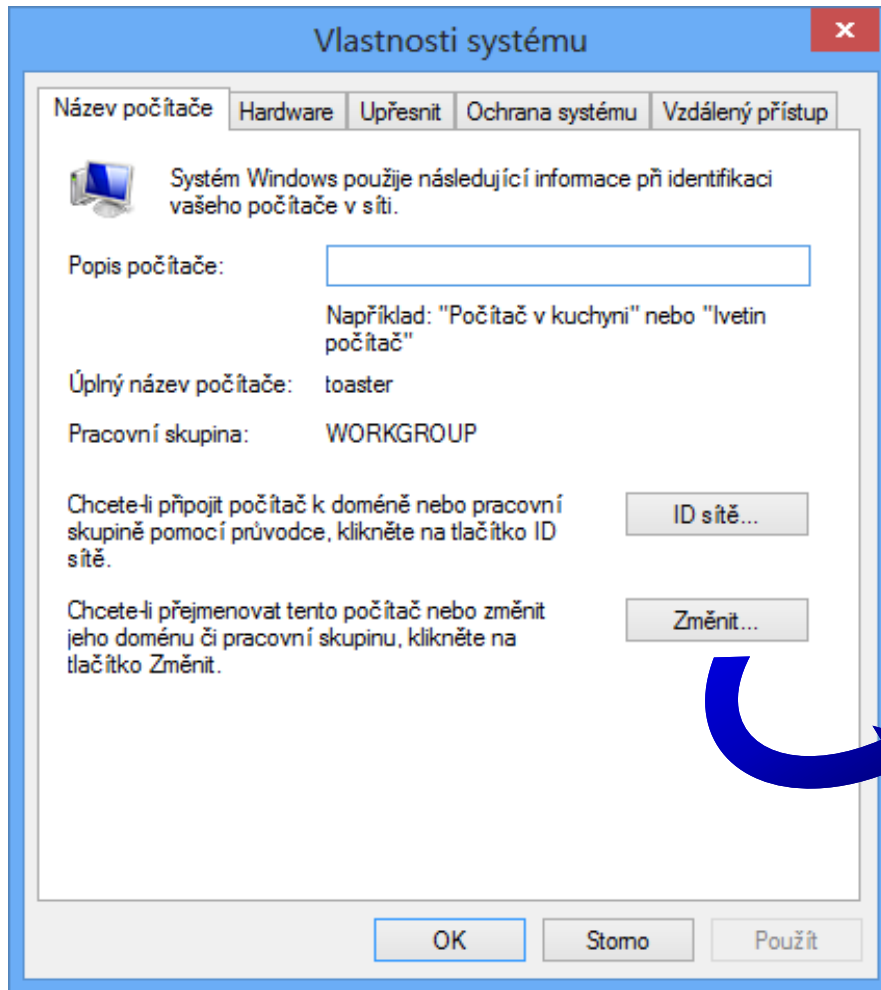 Vlastnosti systému
Název počítače
Hardware
Upřesnit
Ochrana systému
Vzdálený přístup
Systém Windows použije následující informace při identifikaci
vašeho počítače v síti.
Popis počítače:
Například: "Počítač v kuchyni" nebo "Ivetin
počítač"
Úplný název počítače: toaster
Pracovní skupina: WORKGROUP
Chcete-li připojit počítač k doméně nebo pracovní
skupině pomocí průvodce, klikněte na tlačítko ID
sítě.
ID sítě...
Chcete-li přejmenovat tento počítač nebo změnit
jeho doménu či pracovní skupinu, klikněte na
tlačítko Změnit.
Změnit...
OK
Storno
Použít